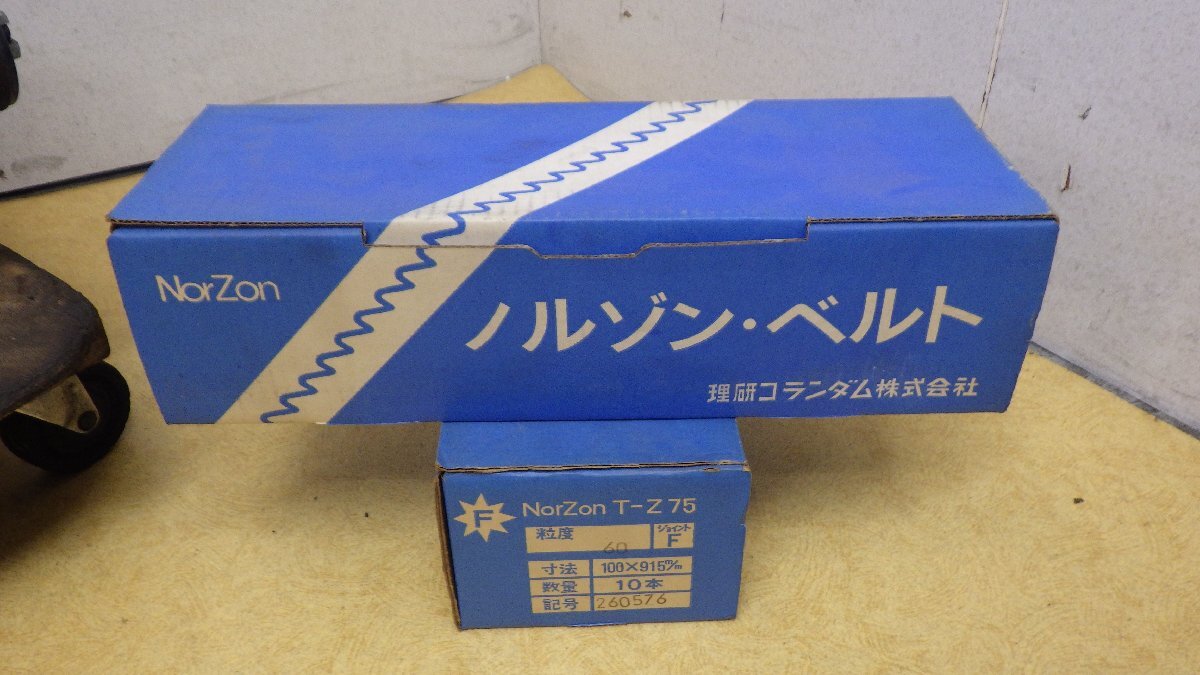 NorZon
ノルゾン・ベルト
理研コランダム株式会社
F NorZon T-Z 75
粒度 60 ジョイント F
寸法 100×915m/m
数量 10本
記号 260576